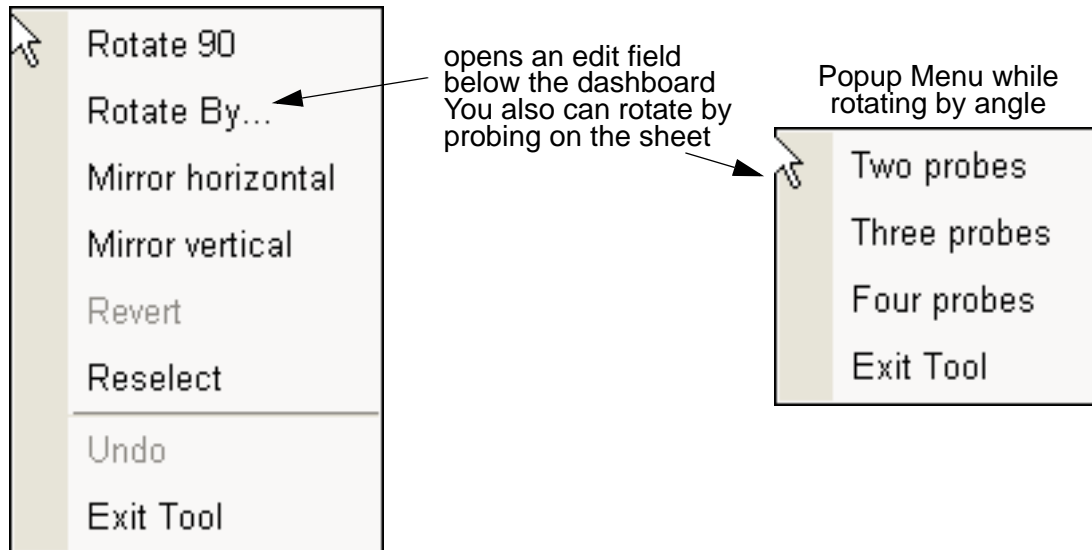 Rotate 90
Rotate By...
Mirror horizontal
Mirror vertical
Revert
Reselect
Undo
Exit Tool
opens an edit field
below the dashboard
You also can rotate by
probing on the sheet
Popup Menu while
rotating by angle
Two probes
Three probes
Four probes
Exit Tool